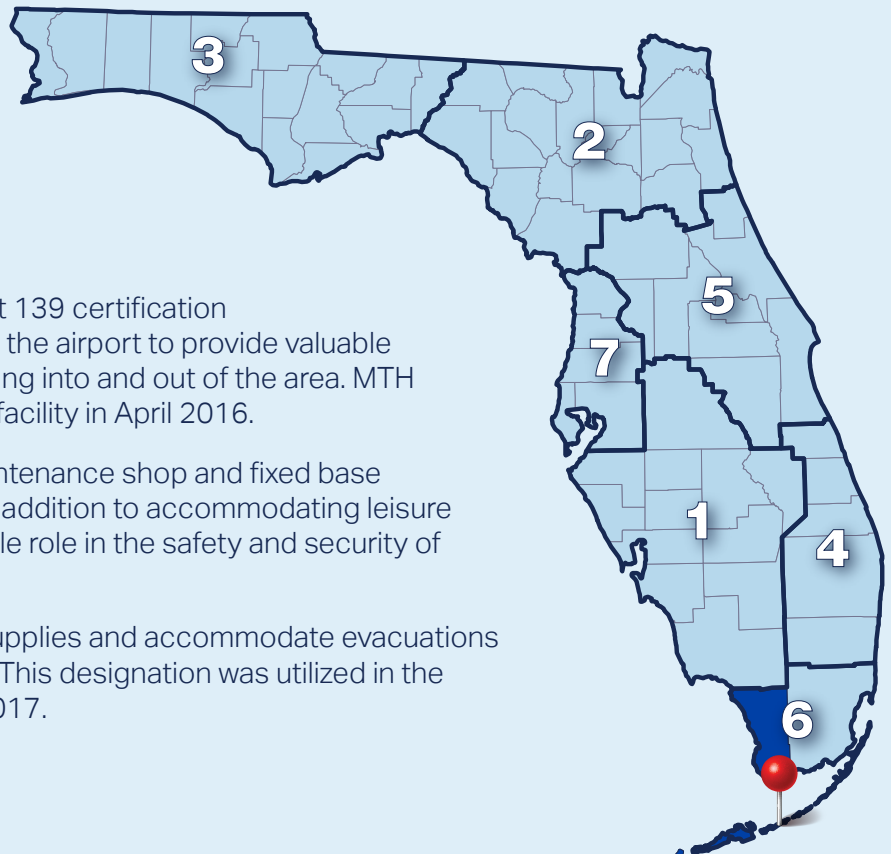 3
2
t 139 certification
the airport to provide valuable
ing into and out of the area. MTH
facility in April 2016.
5
7
ntenance shop and fixed base
addition to accommodating leisure
le role in the safety and security of
1
4
upplies and accommodate evacuations
This designation was utilized in the
017.
6